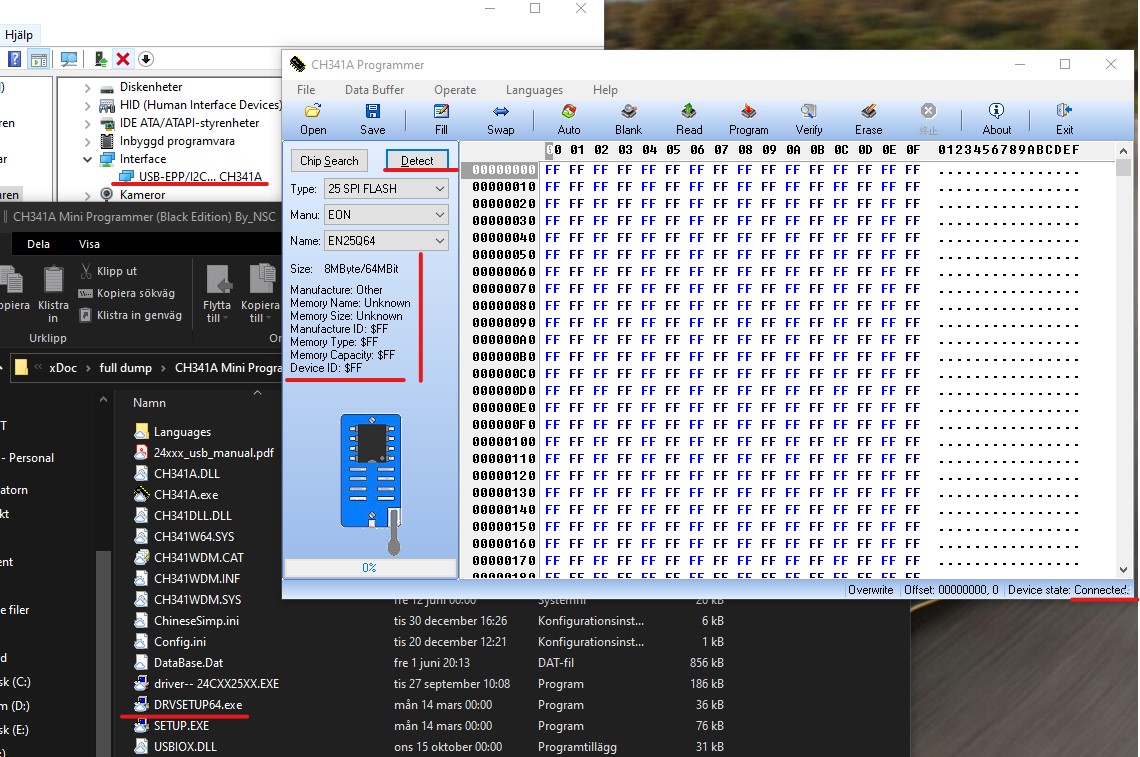 Hjälp
CH341A Programmer
Diskenheter
HID (Human Interface Devices)
IDE ATA/ATAPI-styrenheter
Inbyggd programvara
Interface
USB-EPP/I2C... CH341A
Kameror
CH341A Mini Programmer (Black Edition) By_NSC
Dela Visa
Klipp ut
Kopiera sökväg
Klistra in genväg
Klistra in
Urklipp
Flytta till
Kopiera till
xDoc › full dump › CH341A Mini Progra
Namn
Languages
24xxx_usb_manual.pdf
CH341A.DLL
CH341A.exe
CH341DLL.DLL
CH341W64.SYS
CH341WDM.CAT
CH341WDM.INF
CH341WDM.SYS fre 12 juni 00:00 Systemfil 20 kB
ChineseSimp.ini tis 30 december 16:26 Konfigurationsinst... 6 kB
Config.ini tis 20 december 12:21 Konfigurationsinst... 1 kB
DataBase.Dat fre 1 juni 20:13 DAT-fil 856 kB
driver-- 24CXX25XX.EXE tis 27 september 10:08 Program 186 kB
DRVSETUP64.exe mån 14 mars 00:00 Program 36 kB
SETUP.EXE mån 14 mars 00:00 Program 76 kB
USBIOX.DLL ons 15 oktober 00:00 Programtillägg 31 kB
- Personal
File Data Buffer Operate Languages Help
Open Save Fill Swap Auto Blank Read Program Verify Erase 终止 About Exit
Chip Search Detect
Type: 25 SPI FLASH
Manu: EON
Name: EN25Q64
Size: 8MByte/64MBit
Manufacture: Other
Memory Name: Unknown
Memory Size: Unknown
Manufacture ID: $FF
Memory Type: $FF
Memory Capacity: $FF
Device ID: $FF
0%
00 01 02 03 04 05 06 07 08 09 0A 0B 0C 0D 0E 0F 0123456789ABCDEF
00000000 FF FF FF FF FF FF FF FF FF FF FF FF FF FF FF FF ................
00000010 FF FF FF FF FF FF FF FF FF FF FF FF FF FF FF FF ................
00000020 FF FF FF FF FF FF FF FF FF FF FF FF FF FF FF FF ................
00000030 FF FF FF FF FF FF FF FF FF FF FF FF FF FF FF FF ................
00000040 FF FF FF FF FF FF FF FF FF FF FF FF FF FF FF FF ................
00000050 FF FF FF FF FF FF FF FF FF FF FF FF FF FF FF FF ................
00000060 FF FF FF FF FF FF FF FF FF FF FF FF FF FF FF FF ................
00000070 FF FF FF FF FF FF FF FF FF FF FF FF FF FF FF FF ................
00000080 FF FF FF FF FF FF FF FF FF FF FF FF FF FF FF FF ................
00000090 FF FF FF FF FF FF FF FF FF FF FF FF FF FF FF FF ................
000000A0 FF FF FF FF FF FF FF FF FF FF FF FF FF FF FF FF ................
000000B0 FF FF FF FF FF FF FF FF FF FF FF FF FF FF FF FF ................
000000C0 FF FF FF FF FF FF FF FF FF FF FF FF FF FF FF FF ................
000000D0 FF FF FF FF FF FF FF FF FF FF FF FF FF FF FF FF ................
000000E0 FF FF FF FF FF FF FF FF FF FF FF FF FF FF FF FF ................
000000F0 FF FF FF FF FF FF FF FF FF FF FF FF FF FF FF FF ................
00000100 FF FF FF FF FF FF FF FF FF FF FF FF FF FF FF FF ................
00000110 FF FF FF FF FF FF FF FF FF FF FF FF FF FF FF FF ................
00000120 FF FF FF FF FF FF FF FF FF FF FF FF FF FF FF FF ................
00000130 FF FF FF FF FF FF FF FF FF FF FF FF FF FF FF FF ................
00000140 FF FF FF FF FF FF FF FF FF FF FF FF FF FF FF FF ................
00000150 FF FF FF FF FF FF FF FF FF FF FF FF FF FF FF FF ................
00000160 FF FF FF FF FF FF FF FF FF FF FF FF FF FF FF FF ................
00000170 FF FF FF FF FF FF FF FF FF FF FF FF FF FF FF FF ................
00000180 FF FF FF FF FF FF FF FF FF FF FF FF FF FF FF FF ................
Overwrite Offset: 00000000, 0 Device state: Connected.